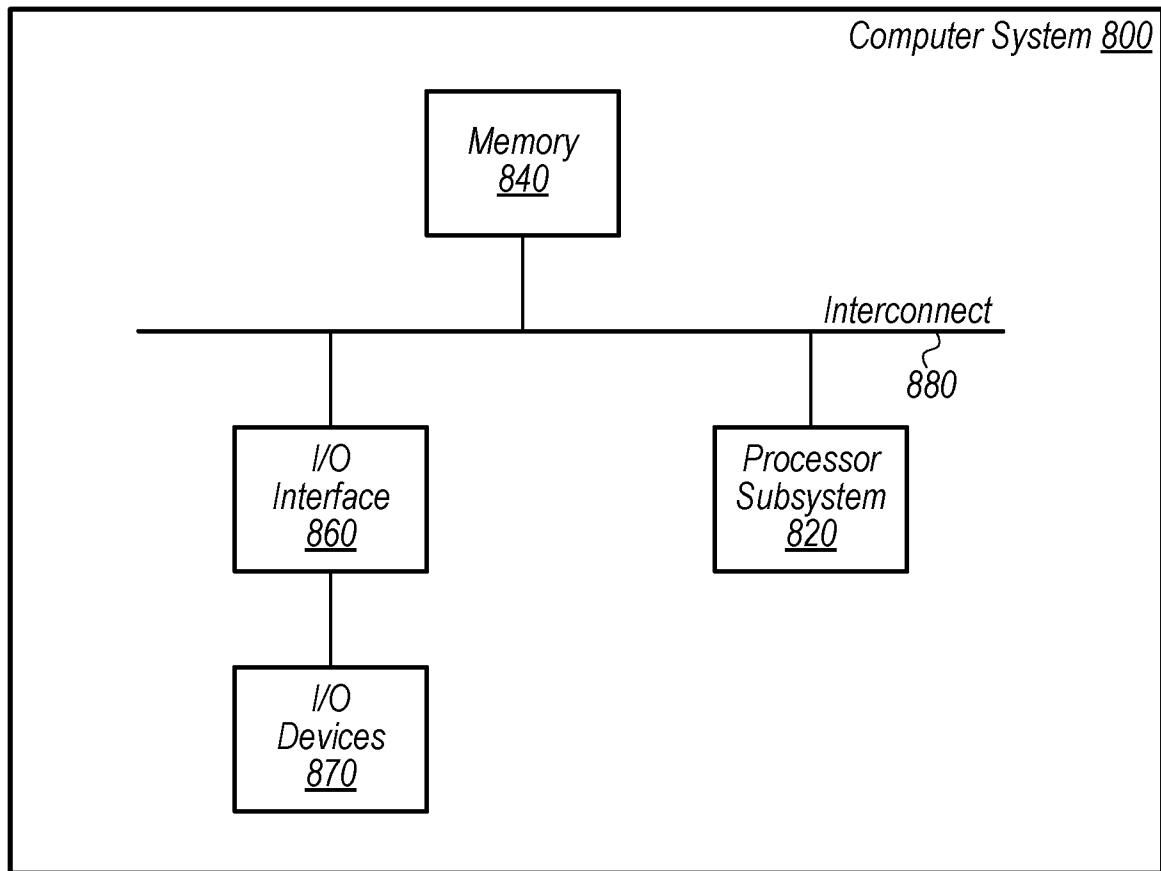 Computer System 800
Memory
840
Interconnect
880
I/O
Interface
860
Processor
Subsystem
820
I/O
Devices
870